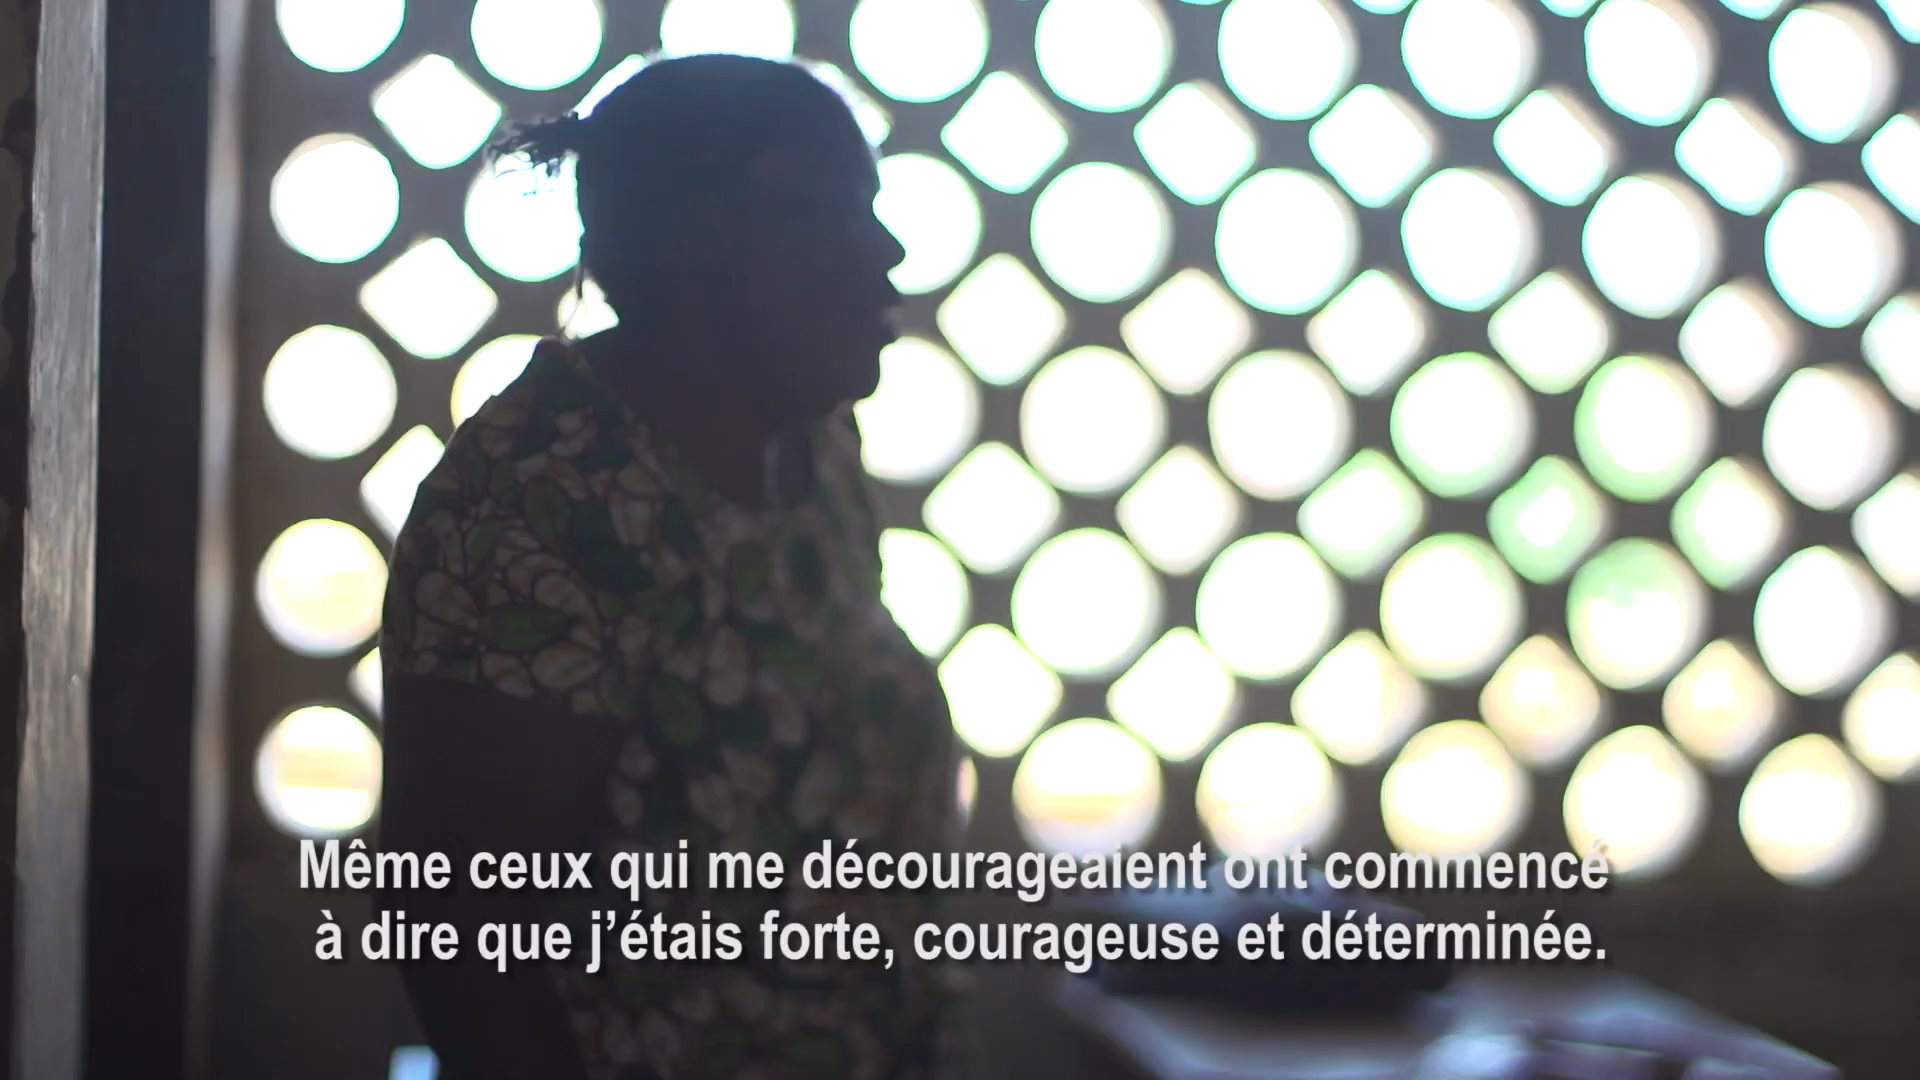 Même ceux qui me décourageaient ont commencé
à dire que j’étais forte, courageuse et déterminée.